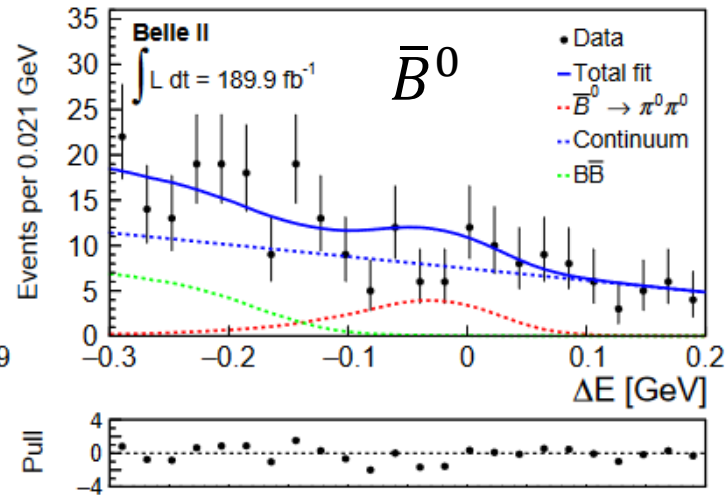 Belle II
∫ L dt = 189.9 fb⁻¹
B̅⁰
Data
Total fit
B̅⁰ → π⁰π⁰
Continuum
BB̅
Events per 0.021 GeV
35
30
25
20
15
10
5
0
9
−0.3 −0.2 −0.1 0 0.1 0.2
ΔE [GeV]
Pull
4
0
−4